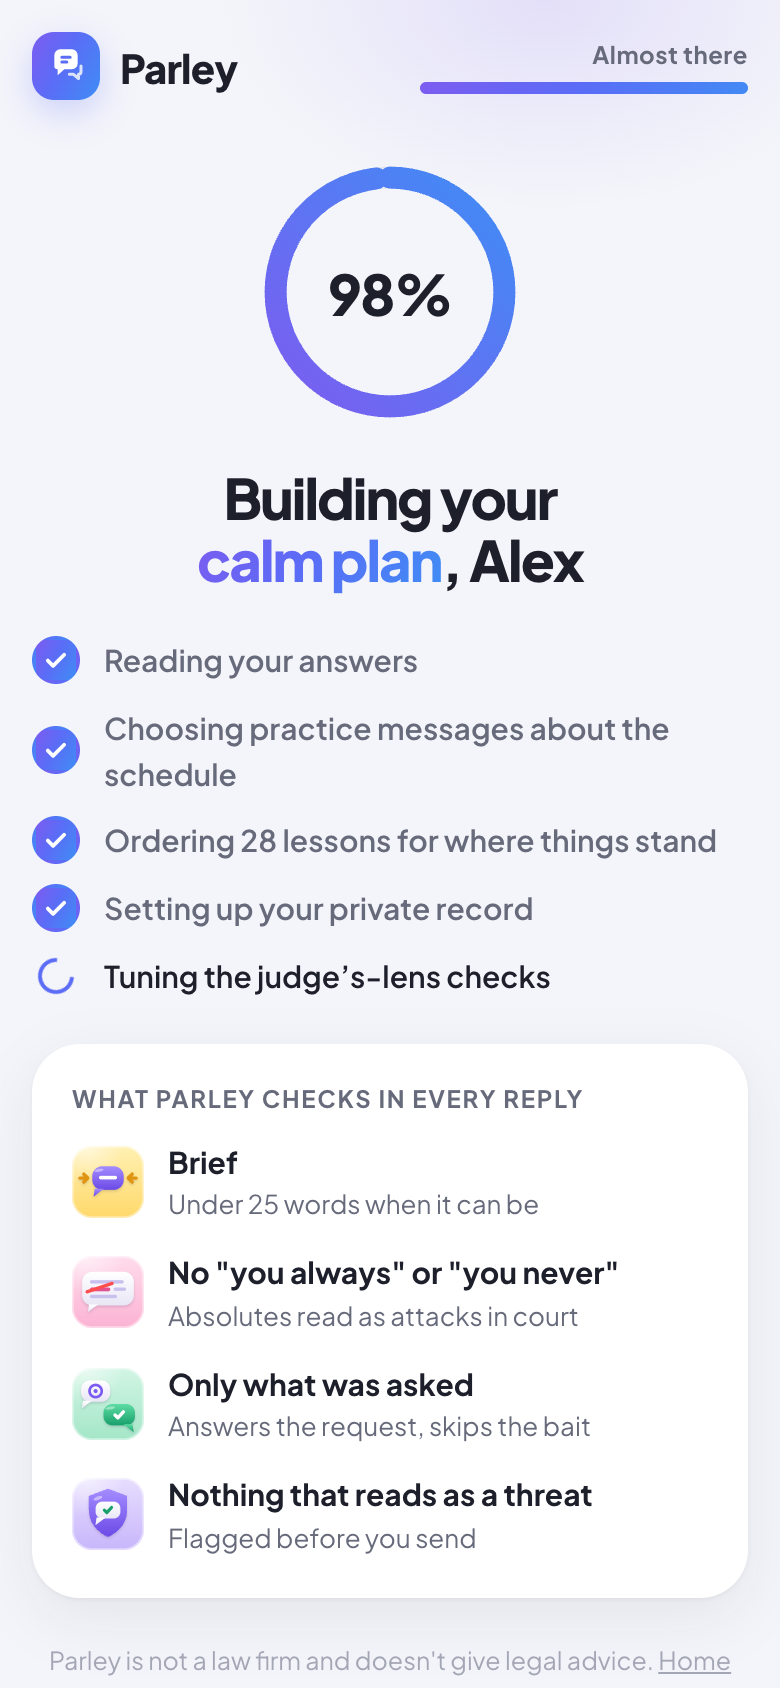 Parley
Almost there
98%
Building your
calm plan, Alex
Reading your answers
Choosing practice messages about the
schedule
Ordering 28 lessons for where things stand
Setting up your private record
Tuning the judge’s-lens checks
WHAT PARLEY CHECKS IN EVERY REPLY
Brief
Under 25 words when it can be
No "you always" or "you never"
Absolutes read as attacks in court
Only what was asked
Answers the request, skips the bait
Nothing that reads as a threat
Flagged before you send
Parley is not a law firm and doesn't give legal advice. Home